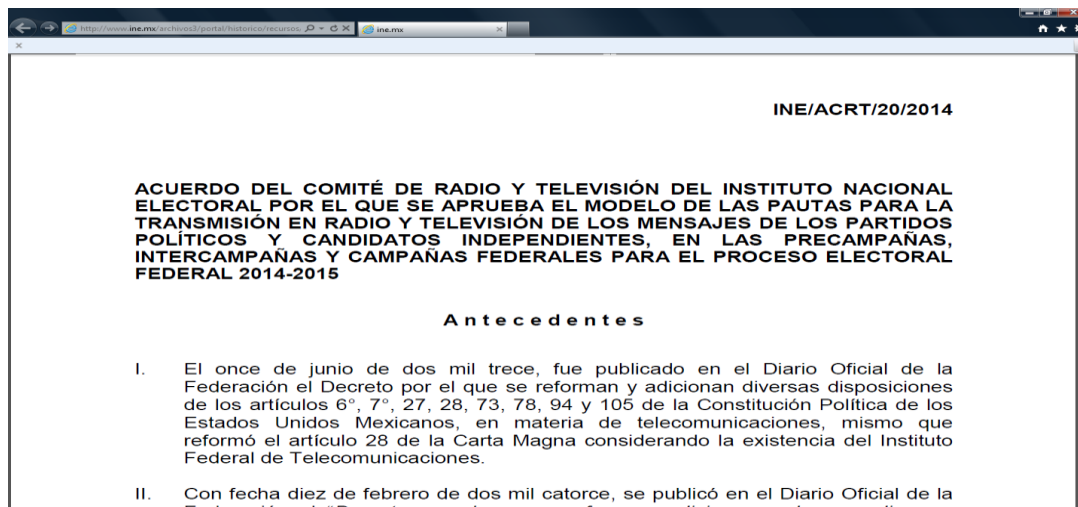 http://www.ine.mx/archivos3/portal/historico/recursos
ine.mx
INE/ACRT/20/2014
ACUERDO DEL COMITÉ DE RADIO Y TELEVISIÓN DEL INSTITUTO NACIONAL
ELECTORAL POR EL QUE SE APRUEBA EL MODELO DE LAS PAUTAS PARA LA
TRANSMISIÓN EN RADIO Y TELEVISIÓN DE LOS MENSAJES DE LOS PARTIDOS
POLÍTICOS Y CANDIDATOS INDEPENDIENTES, EN LAS PRECAMPAÑAS,
INTERCAMPAÑAS Y CAMPAÑAS FEDERALES PARA EL PROCESO ELECTORAL
FEDERAL 2014-2015
Antecedentes
I. El once de junio de dos mil trece, fue publicado en el Diario Oficial de la
Federación el Decreto por el que se reforman y adicionan diversas disposiciones
de los artículos 6°, 7°, 27, 28, 73, 78, 94 y 105 de la Constitución Política de los
Estados Unidos Mexicanos, en materia de telecomunicaciones, mismo que
reformó el artículo 28 de la Carta Magna considerando la existencia del Instituto
Federal de Telecomunicaciones.
II. Con fecha diez de febrero de dos mil catorce, se publicó en el Diario Oficial de la